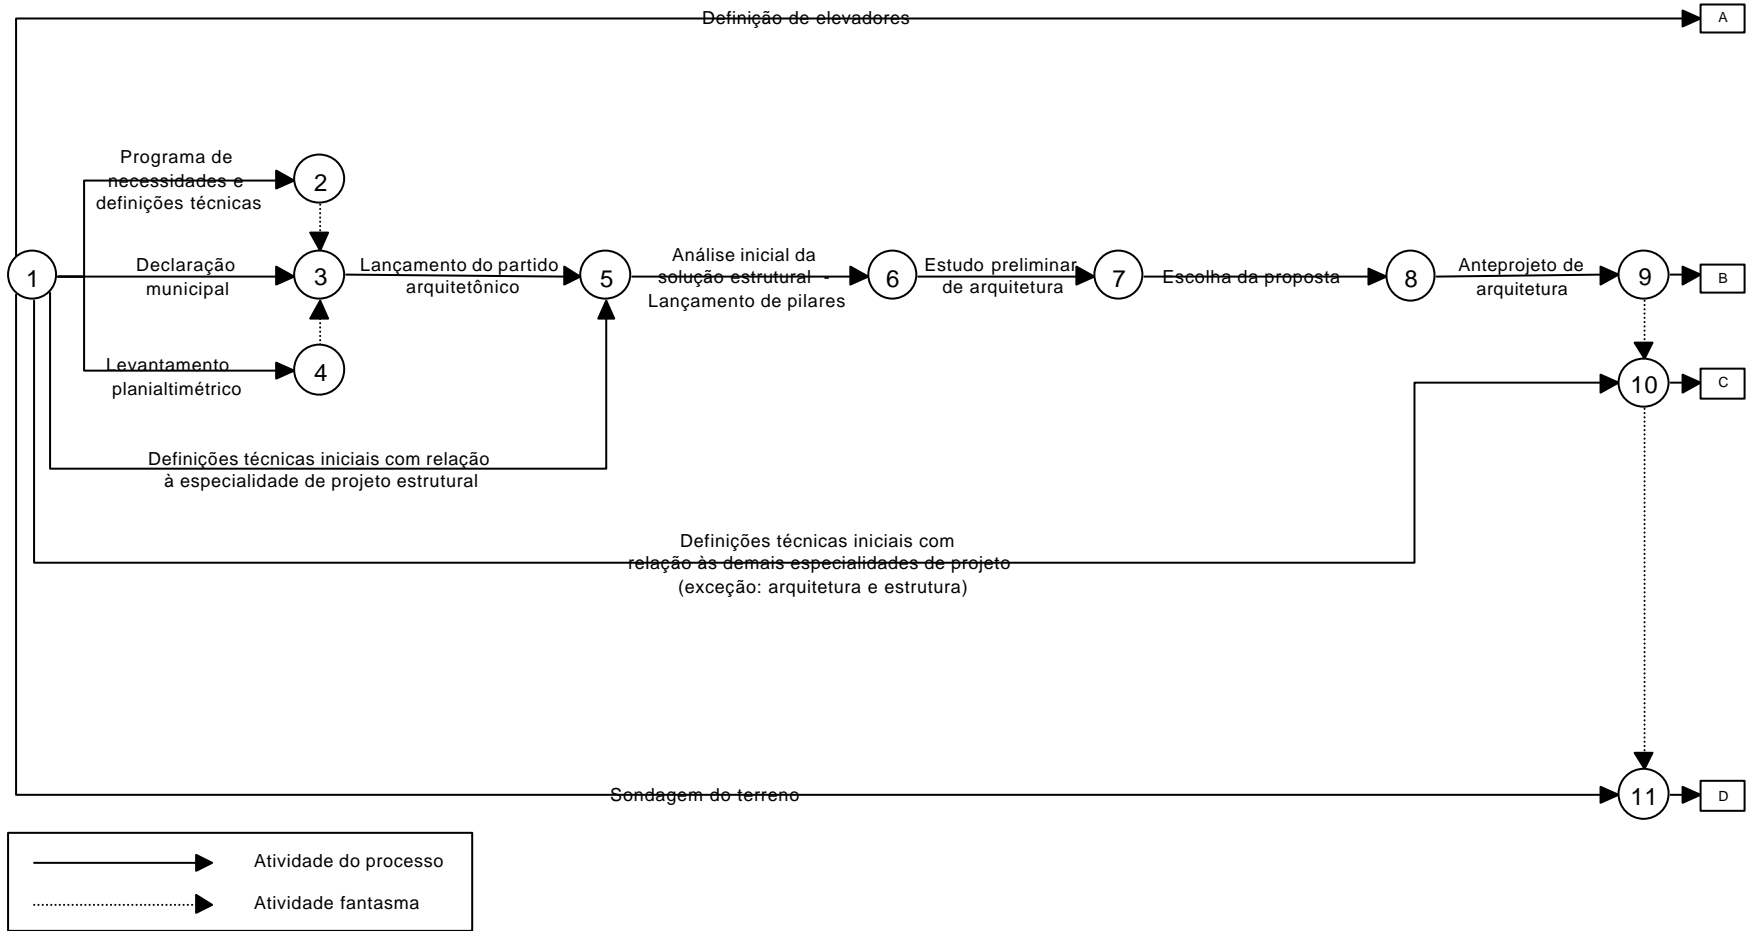 Definição de elevadores
A
Programa de
necessidades e
definições técnicas
2
1
Declaração
municipal
3
Lançamento do partido
arquitetônico
5
Análise inicial da
solução estrutural -
Lançamento de pilares
6
Estudo preliminar
de arquitetura
7
Escolha da proposta
8
Anteprojeto de
arquitetura
9
B
Levantamento
planialtimétrico
4
10
C
Definições técnicas iniciais com relação
à especialidade de projeto estrutural
Definições técnicas iniciais com
relação às demais especialidades de projeto
(exceção: arquitetura e estrutura)
Sondagem do terreno
11
D
Atividade do processo
Atividade fantasma